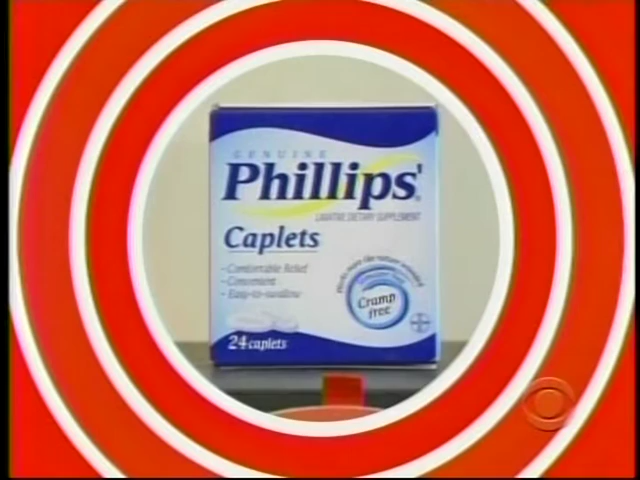 GENUINE
Phillips'
LAXATIVE DIETARY SUPPLEMENT
Caplets
- Comfortable Relief
- Convenient
- Easy-to-swallow
Cramp
free
24 caplets